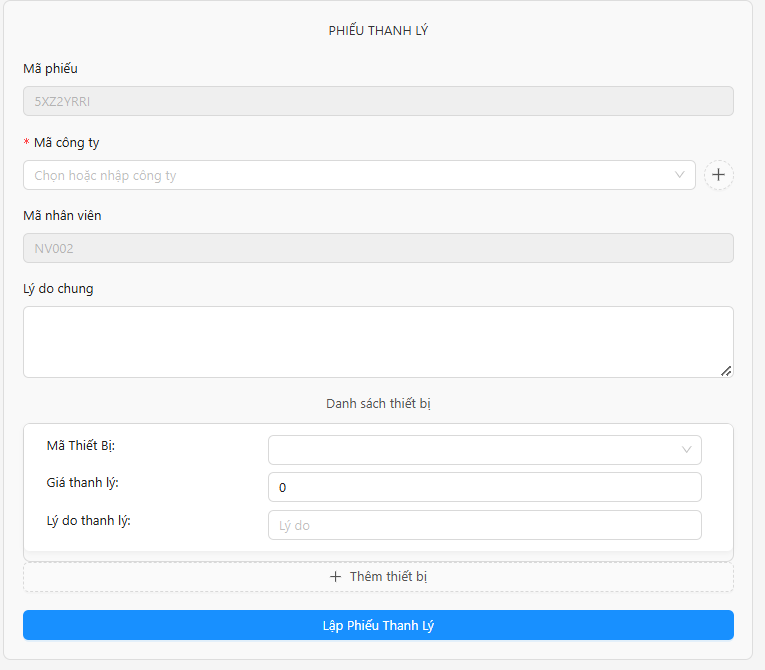 PHIẾU THANH LÝ
Mã phiếu
5XZ2YRRI
* Mã công ty
Chọn hoặc nhập công ty
Mã nhân viên
NV002
Lý do chung
Danh sách thiết bị
Mã Thiết Bị:
Giá thanh lý:
0
Lý do thanh lý:
Lý do
+ Thêm thiết bị
Lập Phiếu Thanh Lý